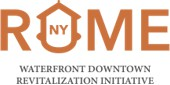 ROME
NY
WATERFRONT DOWNTOWN
REVITALIZATION INITIATIVE